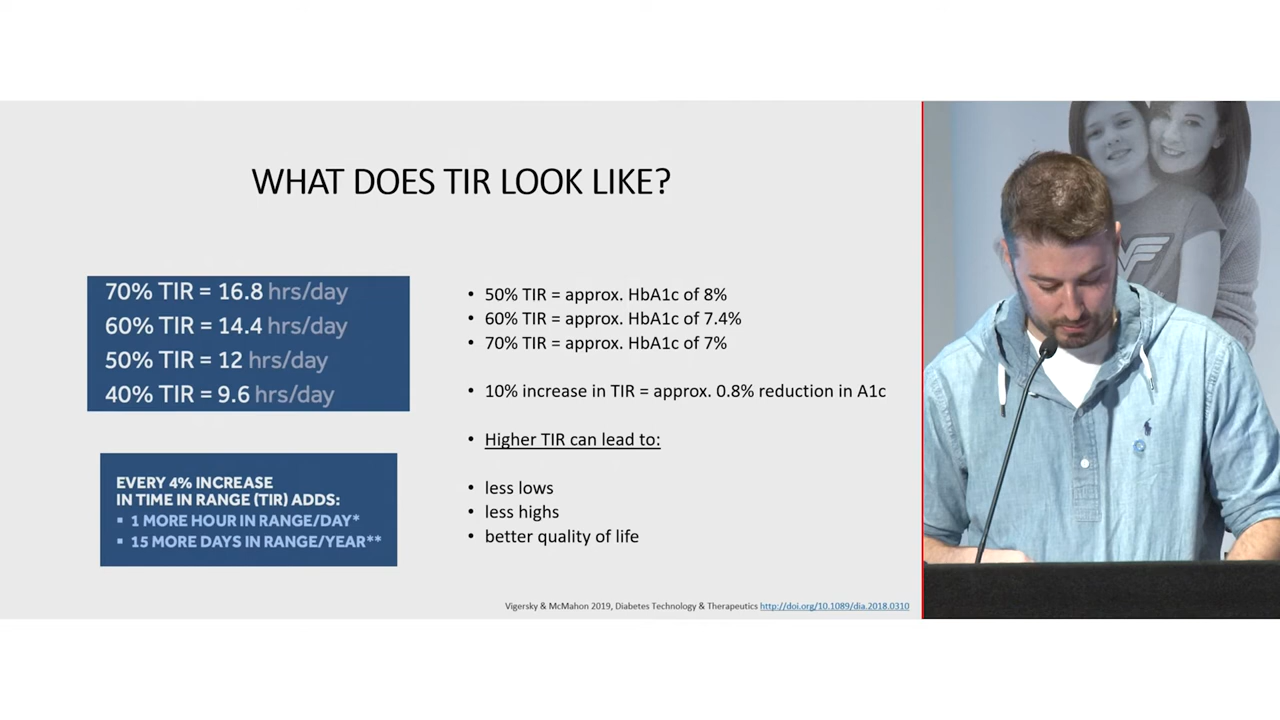 WHAT DOES TIR LOOK LIKE?
70% TIR = 16.8 hrs/day
60% TIR = 14.4 hrs/day
50% TIR = 12 hrs/day
40% TIR = 9.6 hrs/day
EVERY 4% INCREASE
IN TIME IN RANGE (TIR) ADDS:
▪ 1 MORE HOUR IN RANGE/DAY*
▪ 15 MORE DAYS IN RANGE/YEAR**
• 50% TIR = approx. HbA1c of 8%
• 60% TIR = approx. HbA1c of 7.4%
• 70% TIR = approx. HbA1c of 7%
• 10% increase in TIR = approx. 0.8% reduction in A1c
• Higher TIR can lead to:
• less lows
• less highs
• better quality of life
Vigersky & McMahon 2019, Diabetes Technology & Therapeutics http://doi.org/10.1089/dia.2018.0310